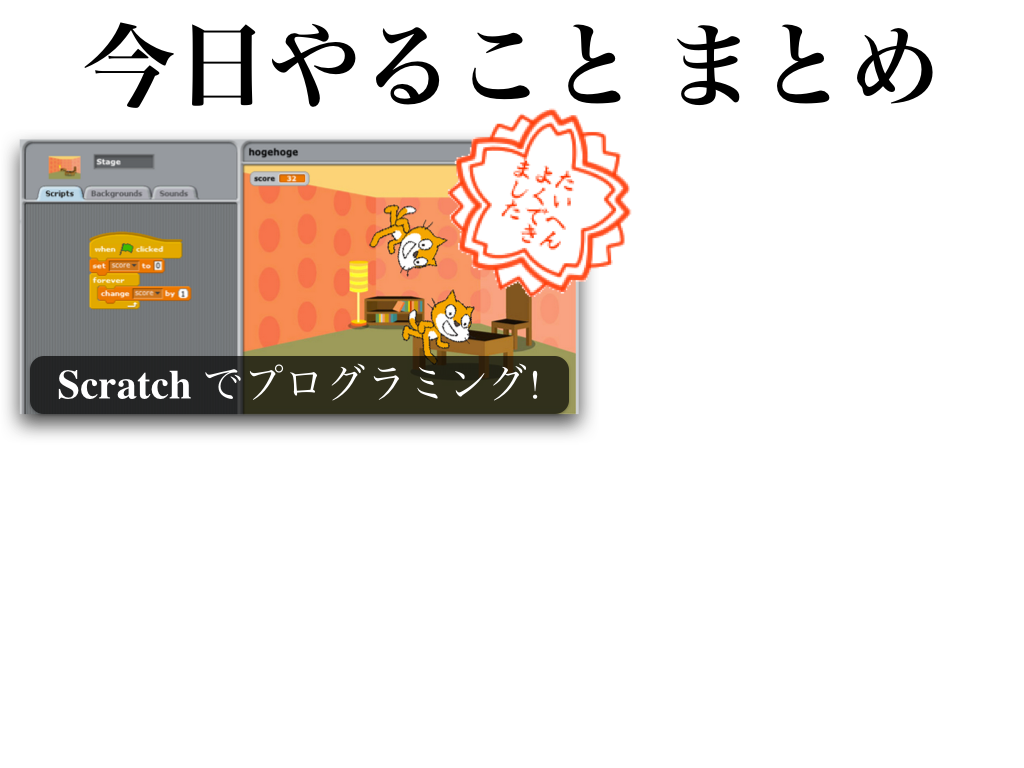 今日やること まとめ
hogehoge
Stage
score 32
Scripts Backgrounds Sounds
たいへん
よくでき
ました
when clicked
set score to 0
forever
change score by 1
Scratch でプログラミング!